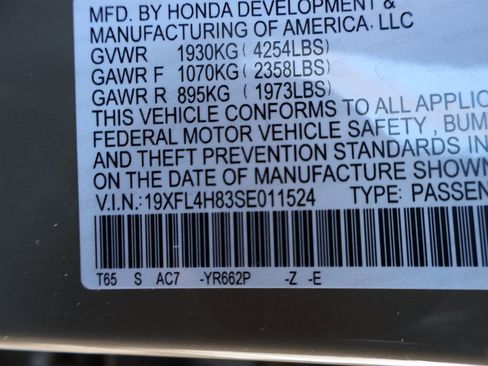 MFD. BY HONDA DEVELOPMENT &
MANUFACTURING OF AMERICA, LLC
GVWR 1930KG ( 4254LBS)
GAWR F 1070KG ( 2358LBS)
GAWR R 895KG ( 1973LBS)
THIS VEHICLE CONFORMS TO ALL APPLIC
FEDERAL MOTOR VEHICLE SAFETY , BUM
AND THEFT PREVENTION STANDARDS IN
ON THE DATE OF MANUFACTURE SHOWN
V.I.N.:19XFL4H83SE011524 TYPE: PASSEN
T65 S AC7 -YR662P -Z -E